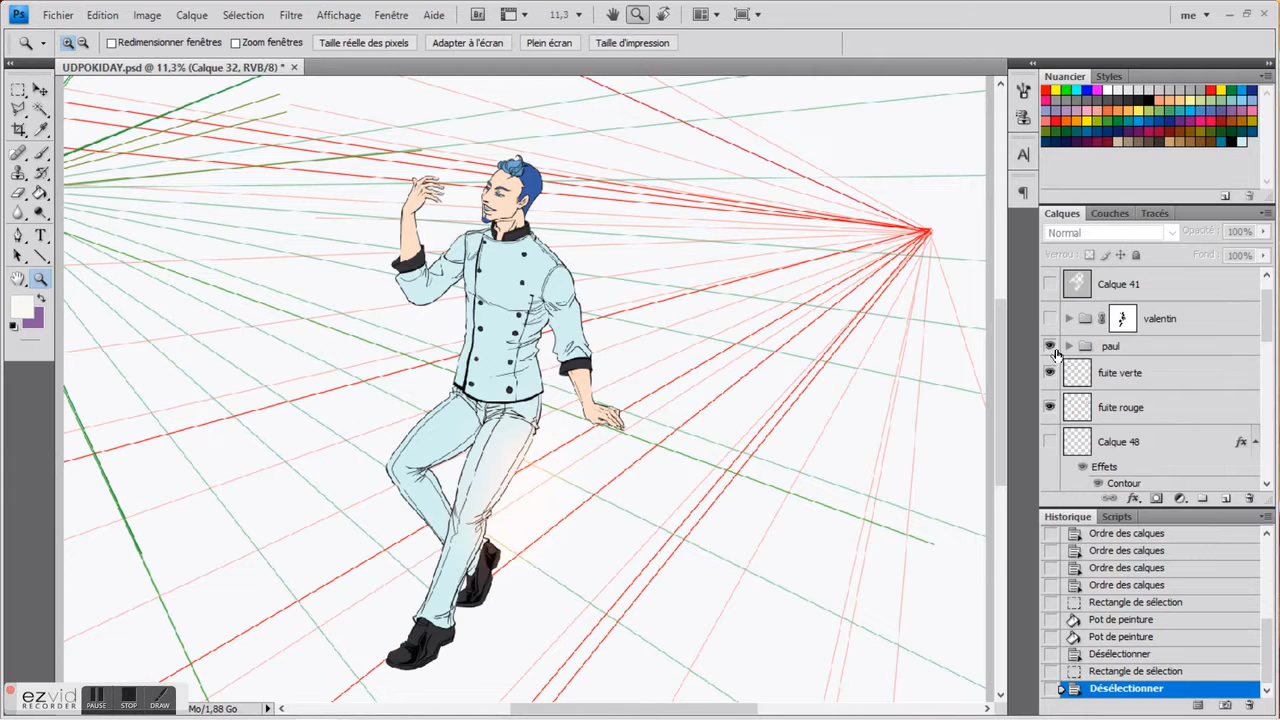 Ps Fichier Edition Image Calque Sélection Filtre Affichage Fenêtre Aide Br 11,3 me
Redimensionner fenêtres Zoom fenêtres Taille réelle des pixels Adapter à l'écran Plein écran Taille d'impression
UDPOKIDAY.psd @ 11,3% (Calque 32, RVB/8) *
Nuancier Styles
Calques Couches Tracés
Normal Opacité : 100%
Verrou : Fond : 100%
Calque 41
valentin
paul
fuite verte
fuite rouge
Calque 48 fx
Effets
Contour
Historique Scripts
Ordre des calques
Ordre des calques
Ordre des calques
Ordre des calques
Rectangle de sélection
Pot de peinture
Pot de peinture
Désélectionner
Rectangle de sélection
Désélectionner
ezvid
RECORDER
PAUSE STOP DRAW
Mo/1,88 Go